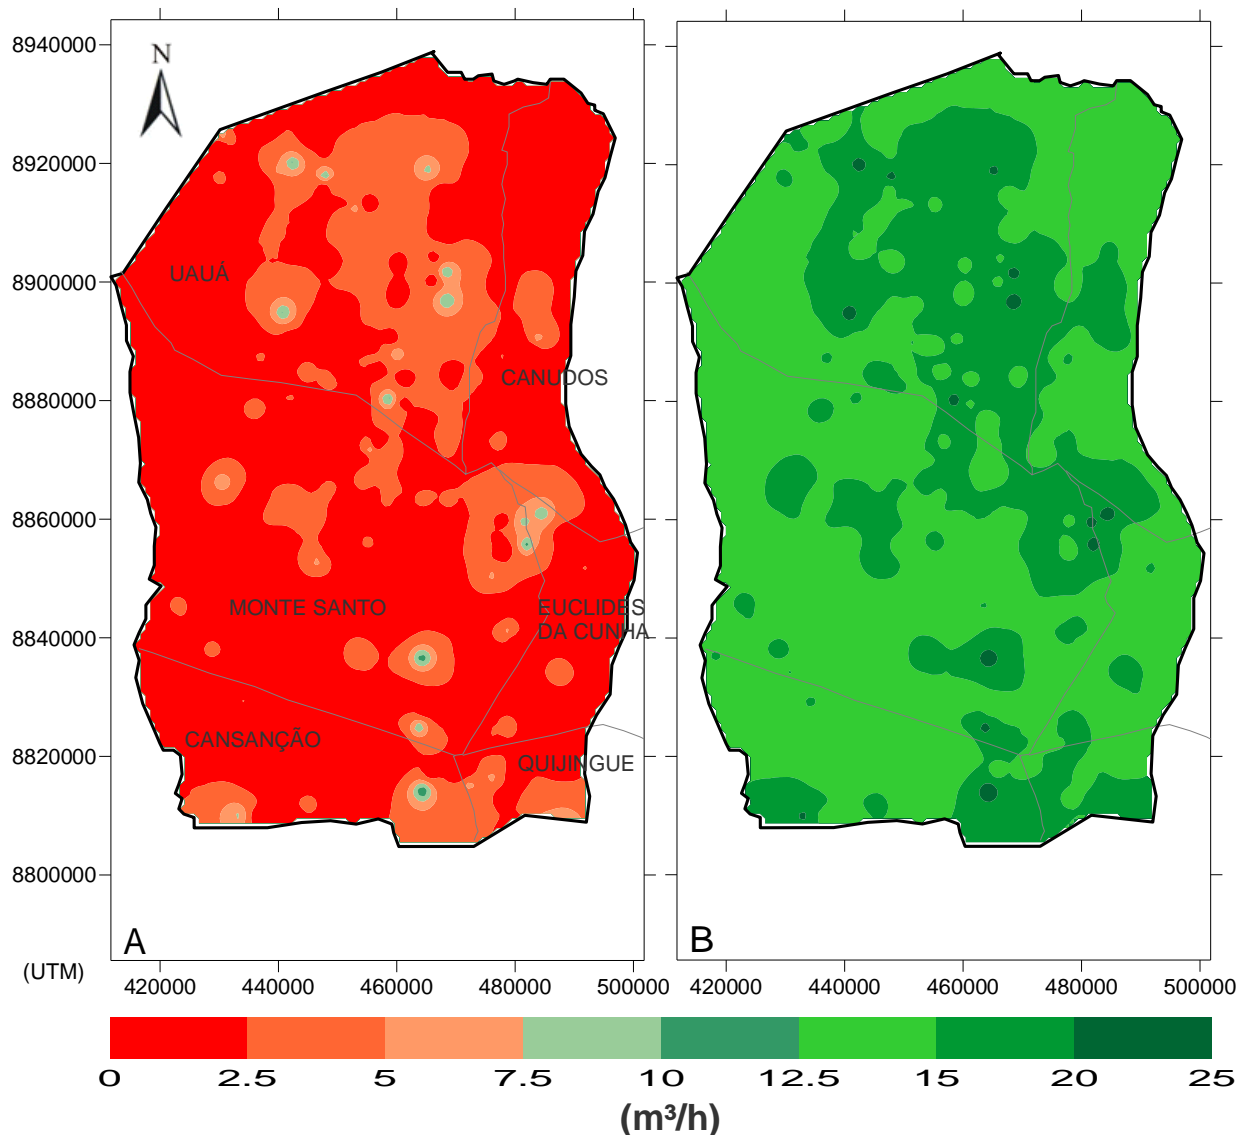 8940000
N
8920000
UAUÁ
8900000
CANUDOS
8880000
8860000
MONTE SANTO
EUCLIDES
DA CUNHA
8840000
CANSANÇÃO
8820000
QUIJINGUE
8800000
A
B
(UTM)
420000 440000 460000 480000 500000
420000 440000 460000 480000 500000
0 2.5 5 7.5 10 12.5 15 20 25
(m³/h)